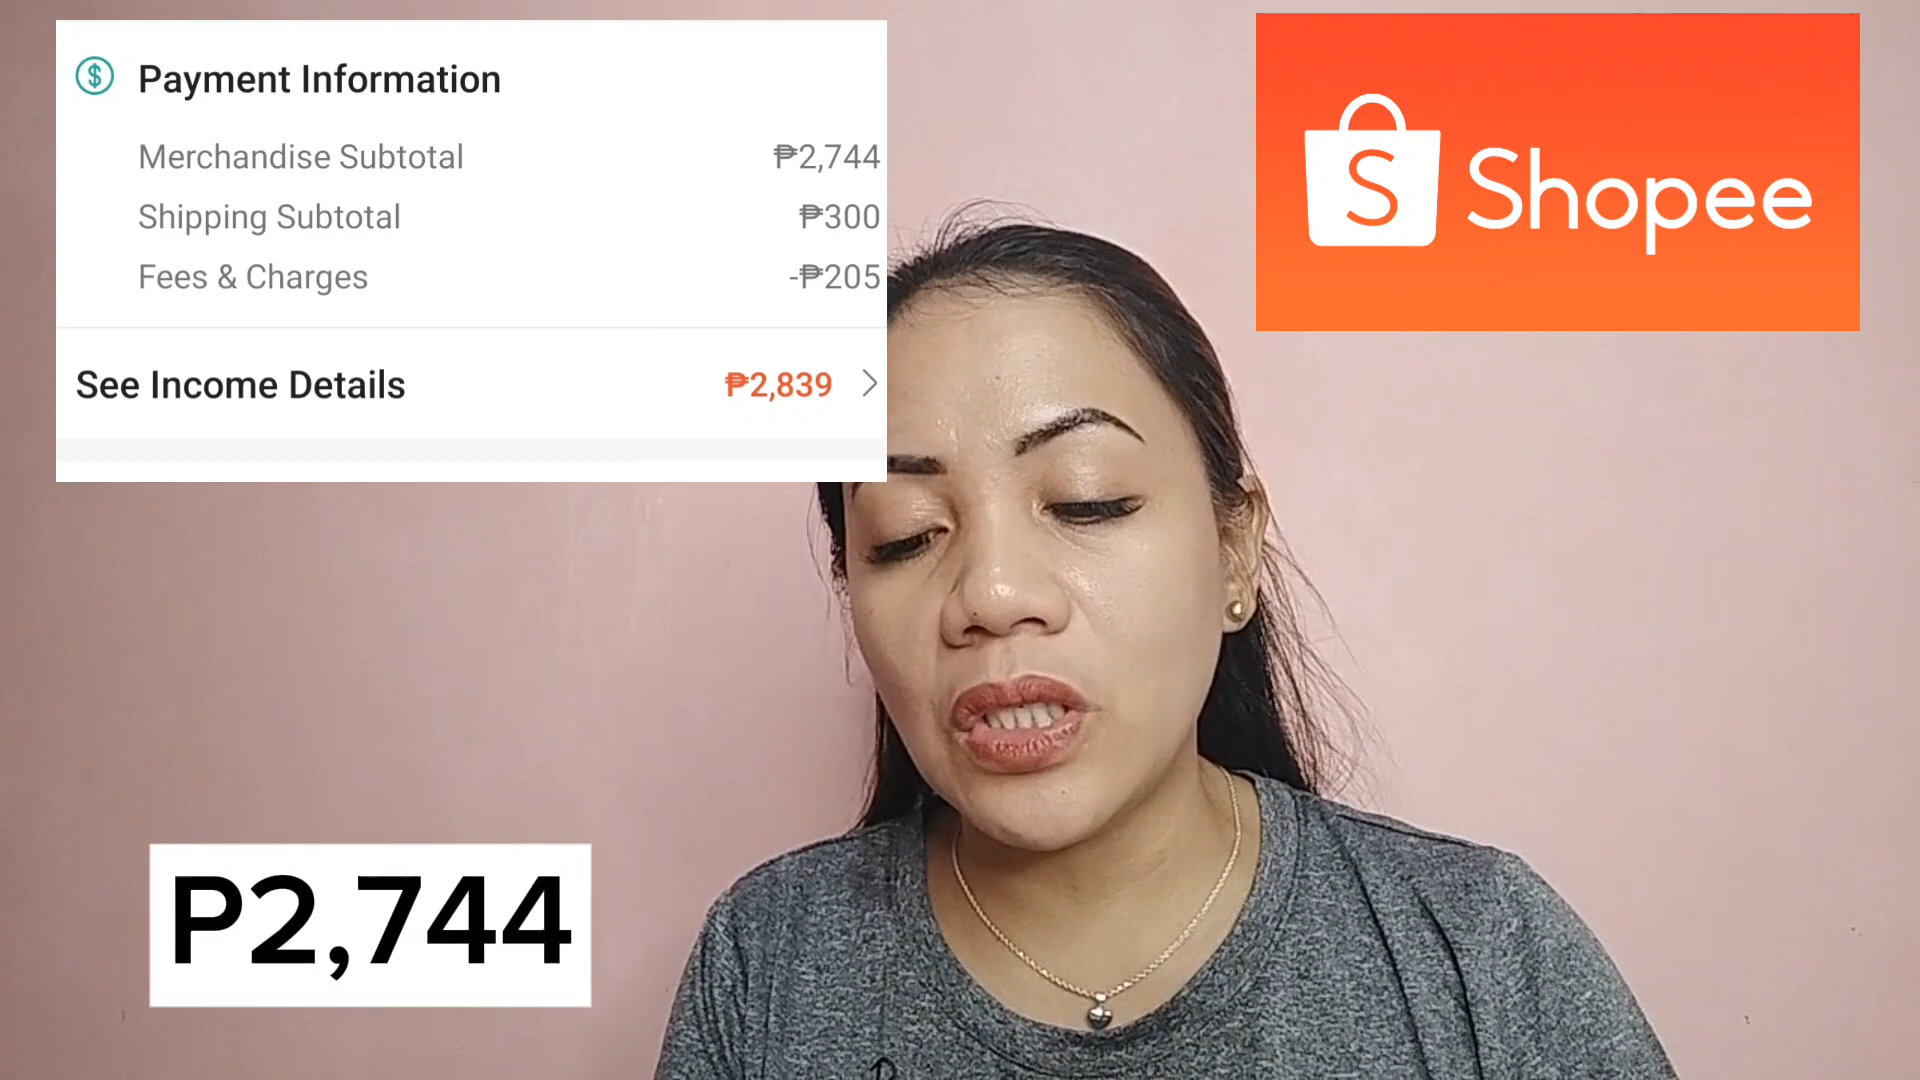 Payment Information
Merchandise Subtotal ₱2,744
Shipping Subtotal ₱300
Fees & Charges -₱205
See Income Details ₱2,839
S Shopee
P2,744